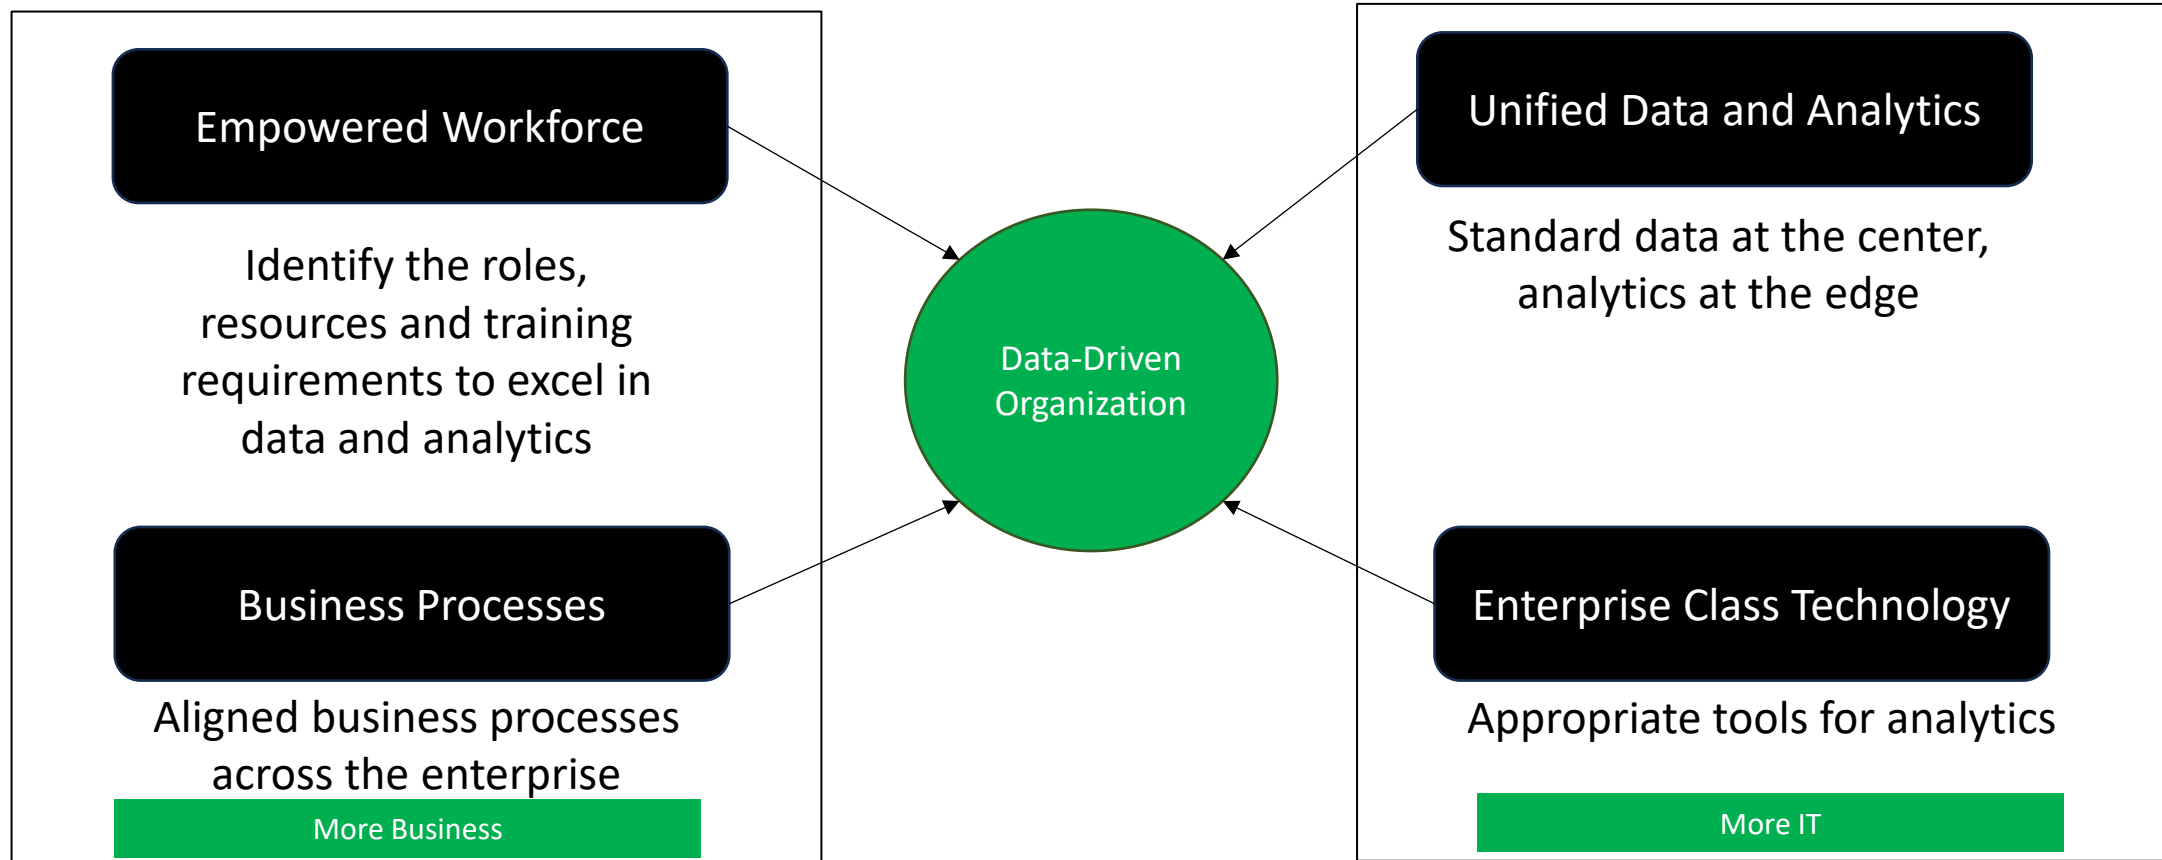 Empowered Workforce
Identify the roles,
resources and training
requirements to excel in
data and analytics
Business Processes
Aligned business processes
across the enterprise
More Business
Data-Driven
Organization
Unified Data and Analytics
Standard data at the center,
analytics at the edge
Enterprise Class Technology
Appropriate tools for analytics
More IT